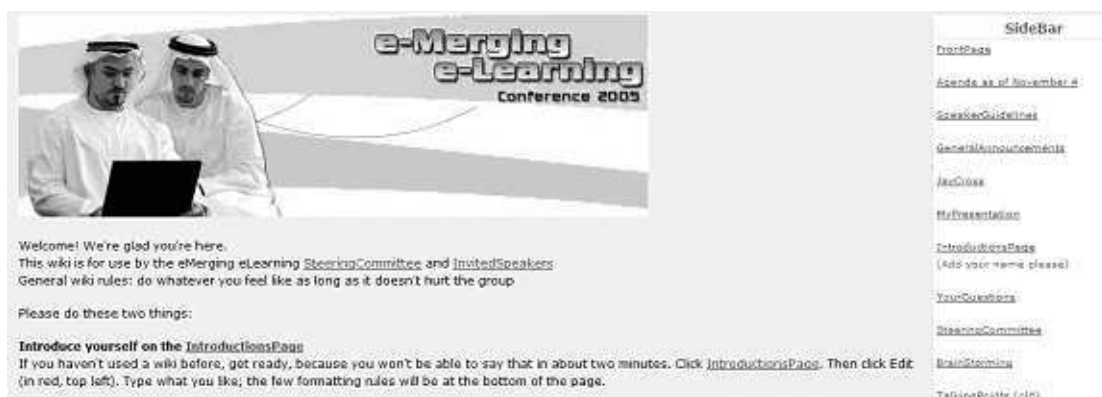 e-Merging
e-Learning
Conference 2005
Welcome! We're glad you're here.
This wiki is for use by the eMerging eLearning SteeringCommittee and InvitedSpeakers
General wiki rules: do whatever you feel like as long as it doesn't hurt the group
Please do these two things:
Introduce yourself on the IntroductionsPage
If you haven't used a wiki before, get ready, because you won't be able to say that in about two minutes. Click IntroductionsPage. Then click Edit
(in red, top left). Type what you like; the few formatting rules will be at the bottom of the page.
SideBar
FrontPage
Agenda as of November 4
SpeakerGuidelines
GeneralAnnouncements
JayCross
MyPresentation
IntroductionsPage
(Add your name please)
YourQuestions
SteeringCommittee
BrainStorming
TalkingPoints (old)